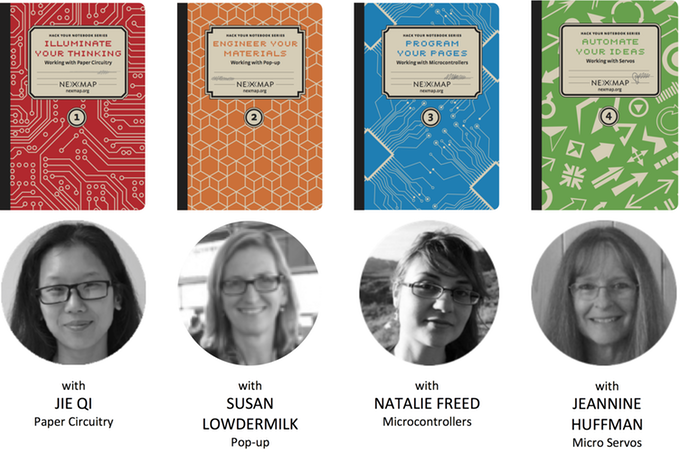 HACK YOUR NOTEBOOK SERIES
ILLUMINATE
YOUR THINKING
Working with Paper Circuitry
NEXMAP
nexmap.org
1
HACK YOUR NOTEBOOK SERIES
ENGINEER YOUR
MATERIALS
Working with Pop-up
NEXMAP
nexmap.org
2
HACK YOUR NOTEBOOK SERIES
PROGRAM
YOUR PAGES
Working with Microcontrollers
NEXMAP
nexmap.org
3
HACK YOUR NOTEBOOK SERIES
AUTOMATE
YOUR IDEAS
Working with Servos
NEXMAP
nexmap.org
4
with
JIE QI
Paper Circuitry
with
SUSAN
LOWDERMILK
Pop-up
with
NATALIE FREED
Microcontrollers
with
JEANNINE
HUFFMAN
Micro Servos